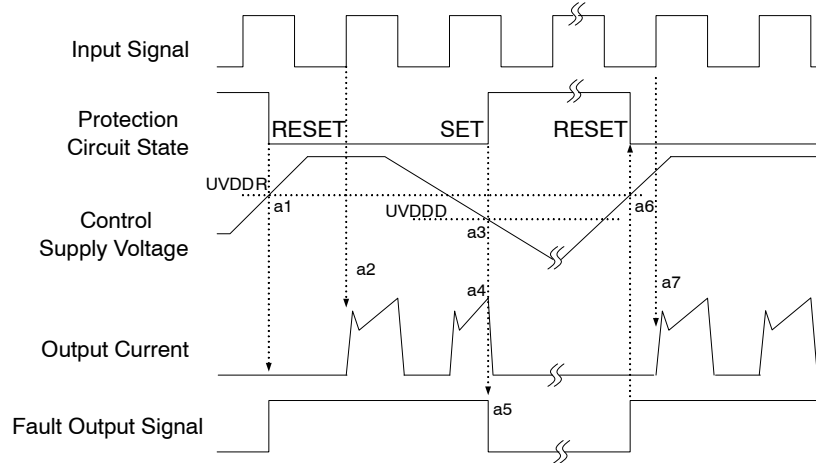 Input Signal
Protection
Circuit State
RESET
SET
RESET
UVDDR
a1
a6
UVDDD
Control
Supply Voltage
a3
a2
a4
a7
Output Current
a5
Fault Output Signal